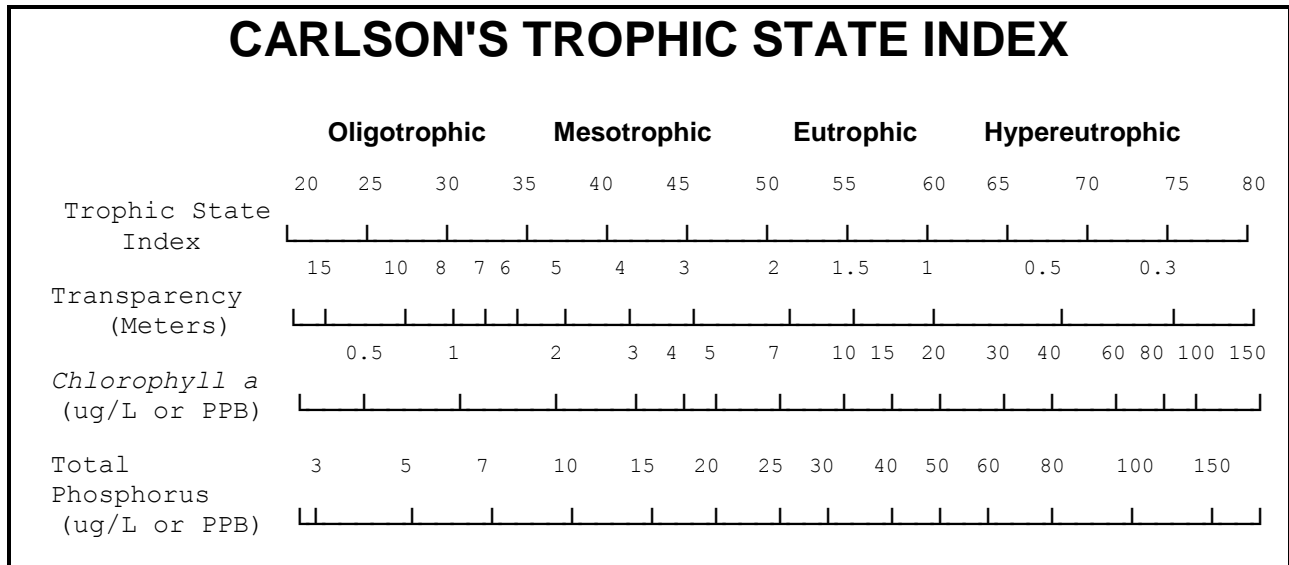 CARLSON'S TROPHIC STATE INDEX
Oligotrophic Mesotrophic Eutrophic Hypereutrophic
20 25 30 35 40 45 50 55 60 65 70 75 80
Trophic State
Index
15 10 8 7 6 5 4 3 2 1.5 1 0.5 0.3
Transparency
(Meters)
0.5 1 2 3 4 5 7 10 15 20 30 40 60 80 100 150
Chlorophyll a
(ug/L or PPB)
3 5 7 10 15 20 25 30 40 50 60 80 100 150
Total
Phosphorus
(ug/L or PPB)